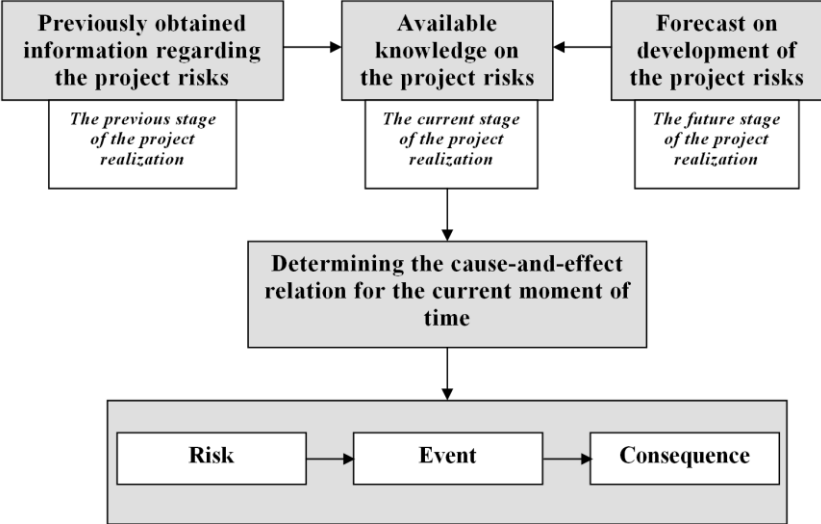 Previously obtained
information regarding
the project risks
The previous stage
of the project
realization
Available
knowledge on
the project risks
The current stage
of the project
realization
Forecast on
development of
the project risks
The future stage
of the project
realization
Determining the cause-and-effect
relation for the current moment of
time
Risk
Event
Consequence